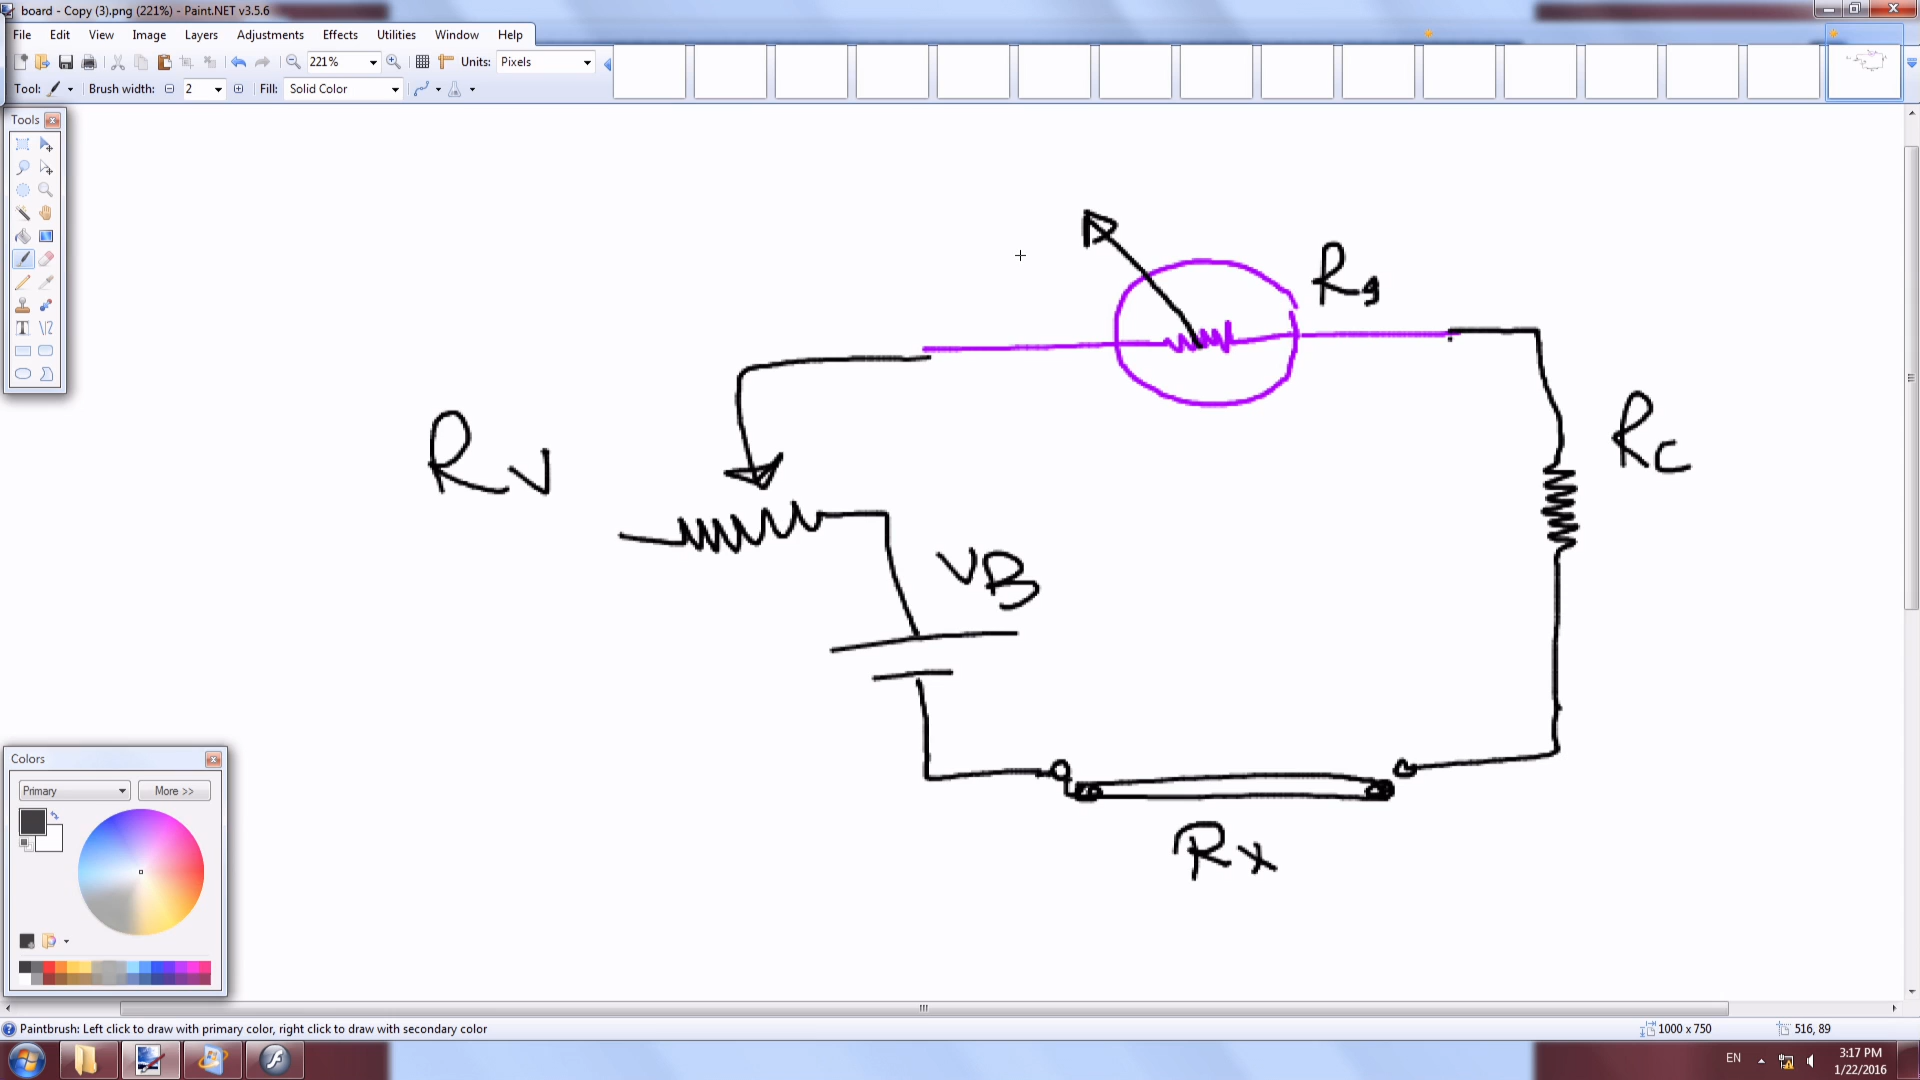 board - Copy (3).png (221%) - Paint.NET v3.5.6
File Edit View Image Layers Adjustments Effects Utilities Window Help
221% Units: Pixels
Tool: Brush width: 2 Fill: Solid Color
Tools
Rg
Rc
Rv
VB
Rx
Colors
Primary More >>
Paintbrush: Left click to draw with primary color, right click to draw with secondary color 1000 x 750 516, 89
EN 3:17 PM
1/22/2016